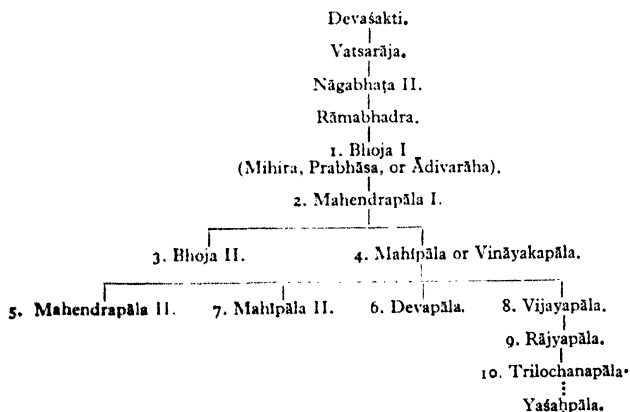 Devaśakti.
Vatsarāja.
Nāgabhaṭa II.
Rāmabhadra.
1. Bhoja I
(Mihira, Prabhāsa, or Ādivarāha).
2. Mahendrapāla I.
3. Bhoja II. 4. Mahīpāla or Vināyakapāla.
5. Mahendrapāla II. 7. Mahīpāla II. 6. Devapāla. 8. Vijayapāla.
9. Rājyapāla.
10. Trilochanapāla.
Yaśaḥpāla.